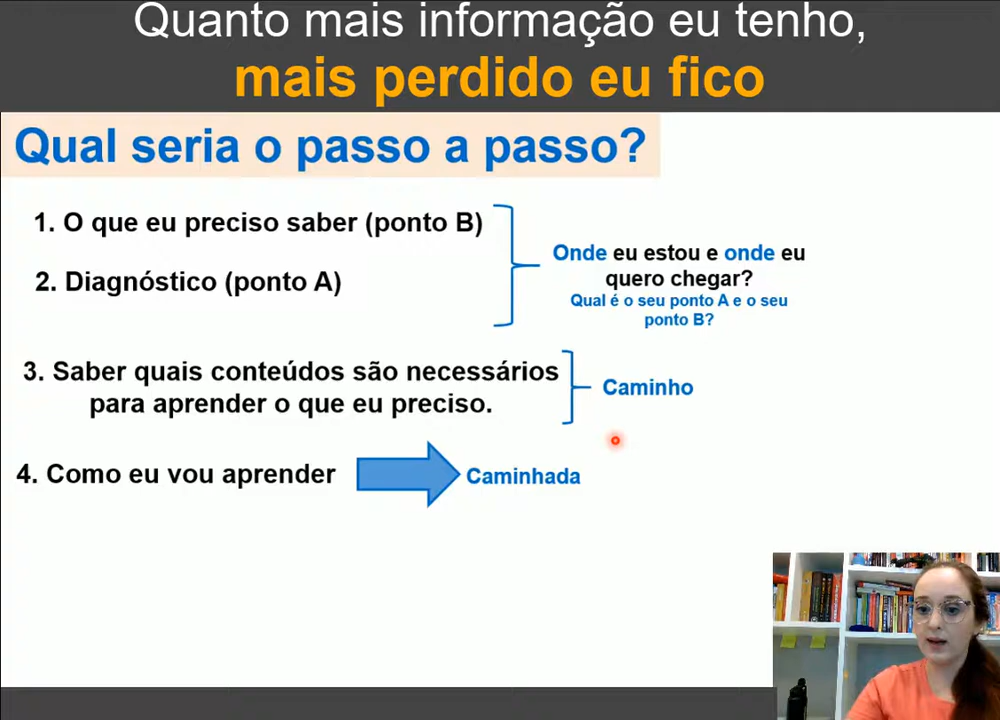 Quanto mais informação eu tenho,
mais perdido eu fico
Qual seria o passo a passo?
1. O que eu preciso saber (ponto B)
2. Diagnóstico (ponto A)
Onde eu estou e onde eu
quero chegar?
Qual é o seu ponto A e o seu
ponto B?
3. Saber quais conteúdos são necessários
para aprender o que eu preciso.
Caminho
4. Como eu vou aprender
Caminhada